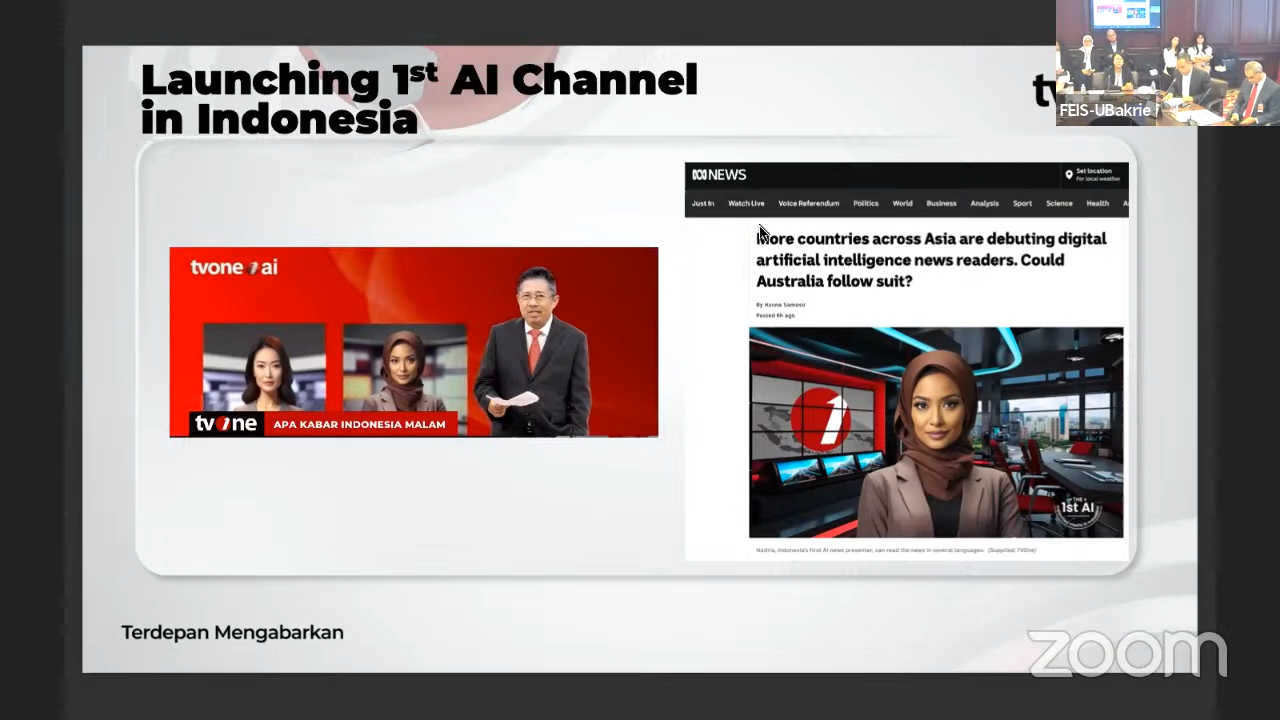 Launching 1st AI Channel
in Indonesia
FEIS-UBakrie
tvone ai
tvone
APA KABAR INDONESIA MALAM
NEWS
Set location
For local weather
Just In
Watch Live
Voice Referendum
Politics
World
Business
Analysis
Sport
Science
Health
More countries across Asia are debuting digital
artificial intelligence news readers. Could
Australia follow suit?
By
Posted 6h ago
1
THE
1st AI
Nadira, Indonesia's first AI news presenter, can read the news in several languages. (Supplied: TVOne)
Terdepan Mengabarkan
zoom